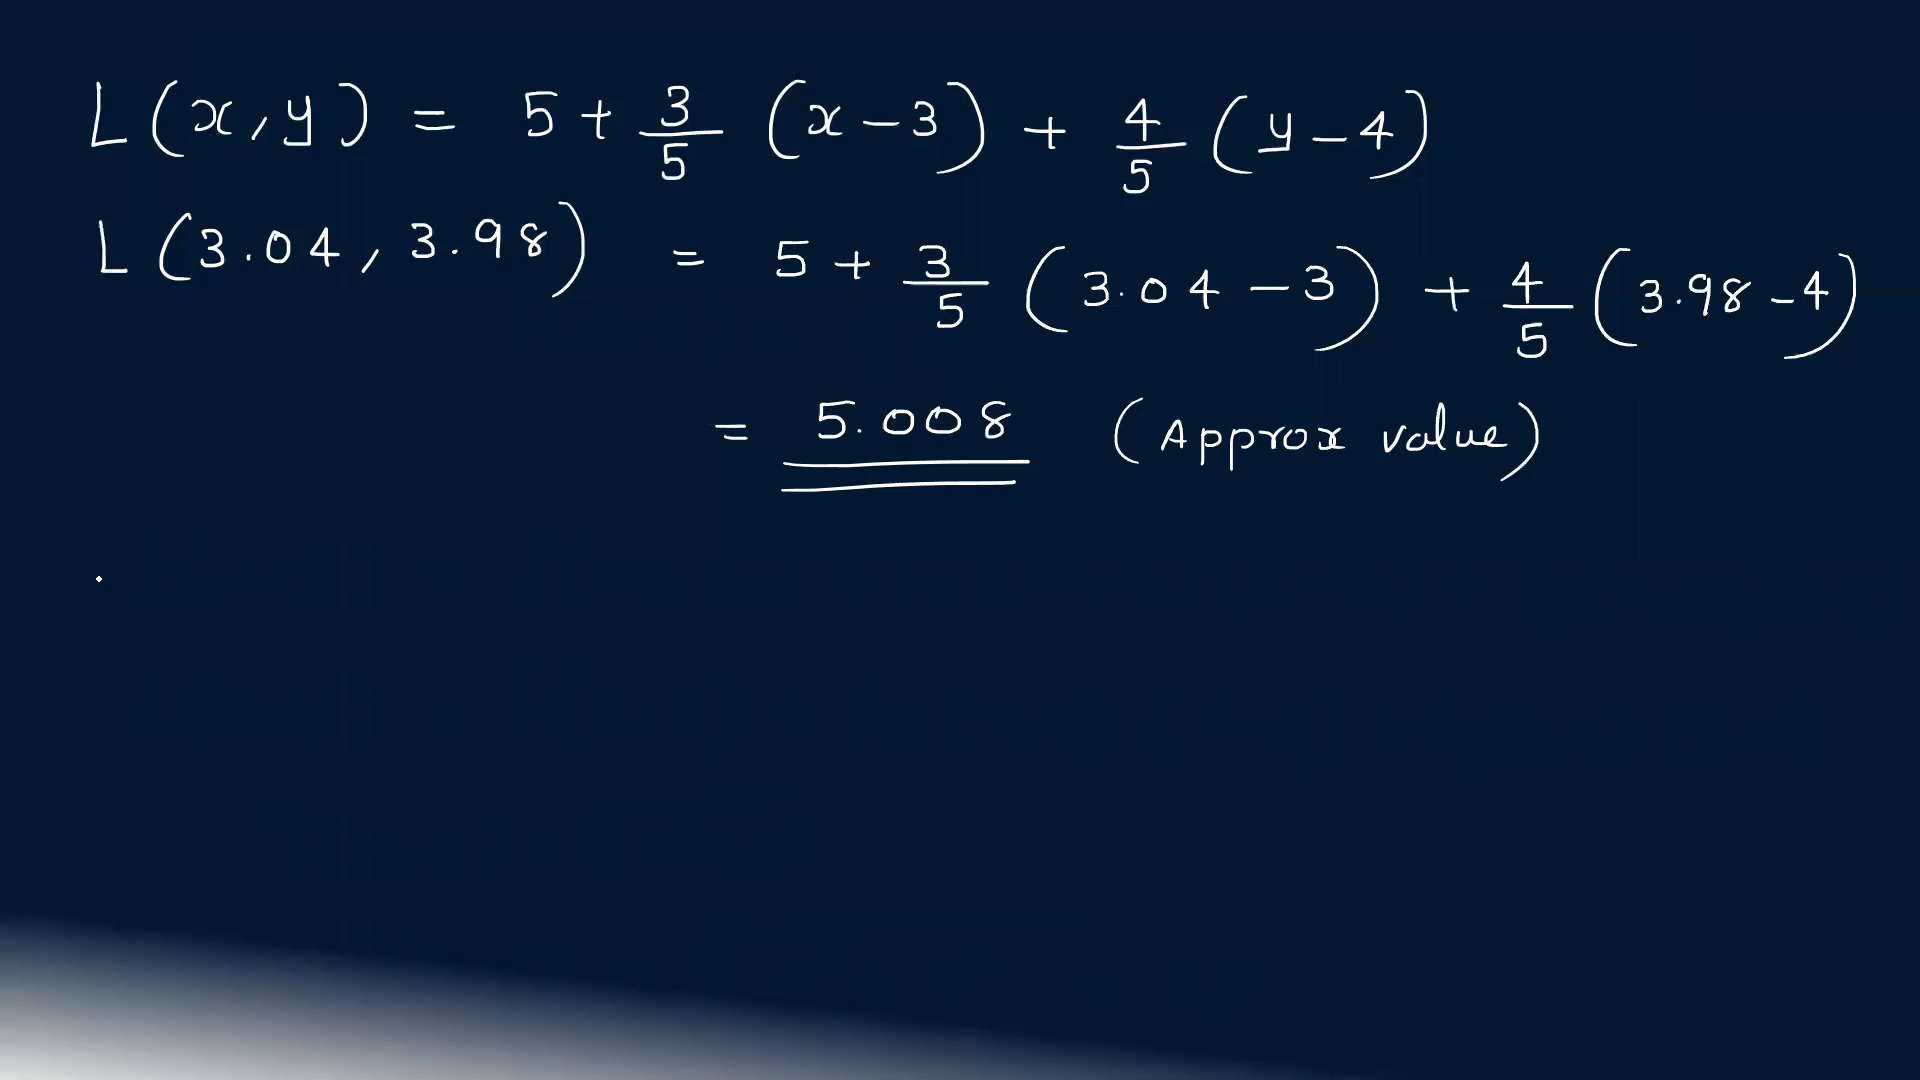 L(x,y) = 5 + 3/5 (x-3) + 4/5 (y-4)
L(3.04, 3.98) = 5 + 3/5 (3.04-3) + 4/5 (3.98-4)
= 5.008 (Approx value)